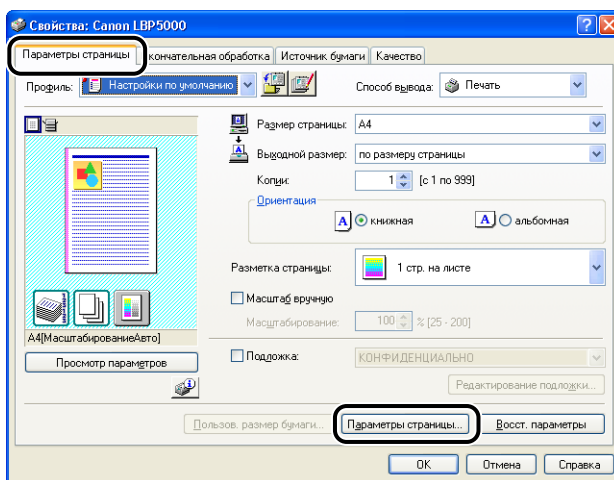 Свойства: Canon LBP5000
Параметры страницы
кончательная обработка
Источник бумаги
Качество
Профиль:
Настройки по умолчанию
Способ вывода:
Печать
Размер страницы:
A4
Выходной размер:
по размеру страницы
Копии:
1
[с 1 по 999]
Ориентация
A
книжная
A
альбомная
Разметка страницы:
1 стр. на листе
Масштаб вручную
Масштабирование:
100
% [25 - 200]
A4[МасштабированиеАвто]
Просмотр параметров
Подложка:
КОНФИДЕНЦИАЛЬНО
Редактирование подложки...
Пользов. размер бумаги...
Параметры страницы...
Восст. параметры
OK
Отмена
Справка